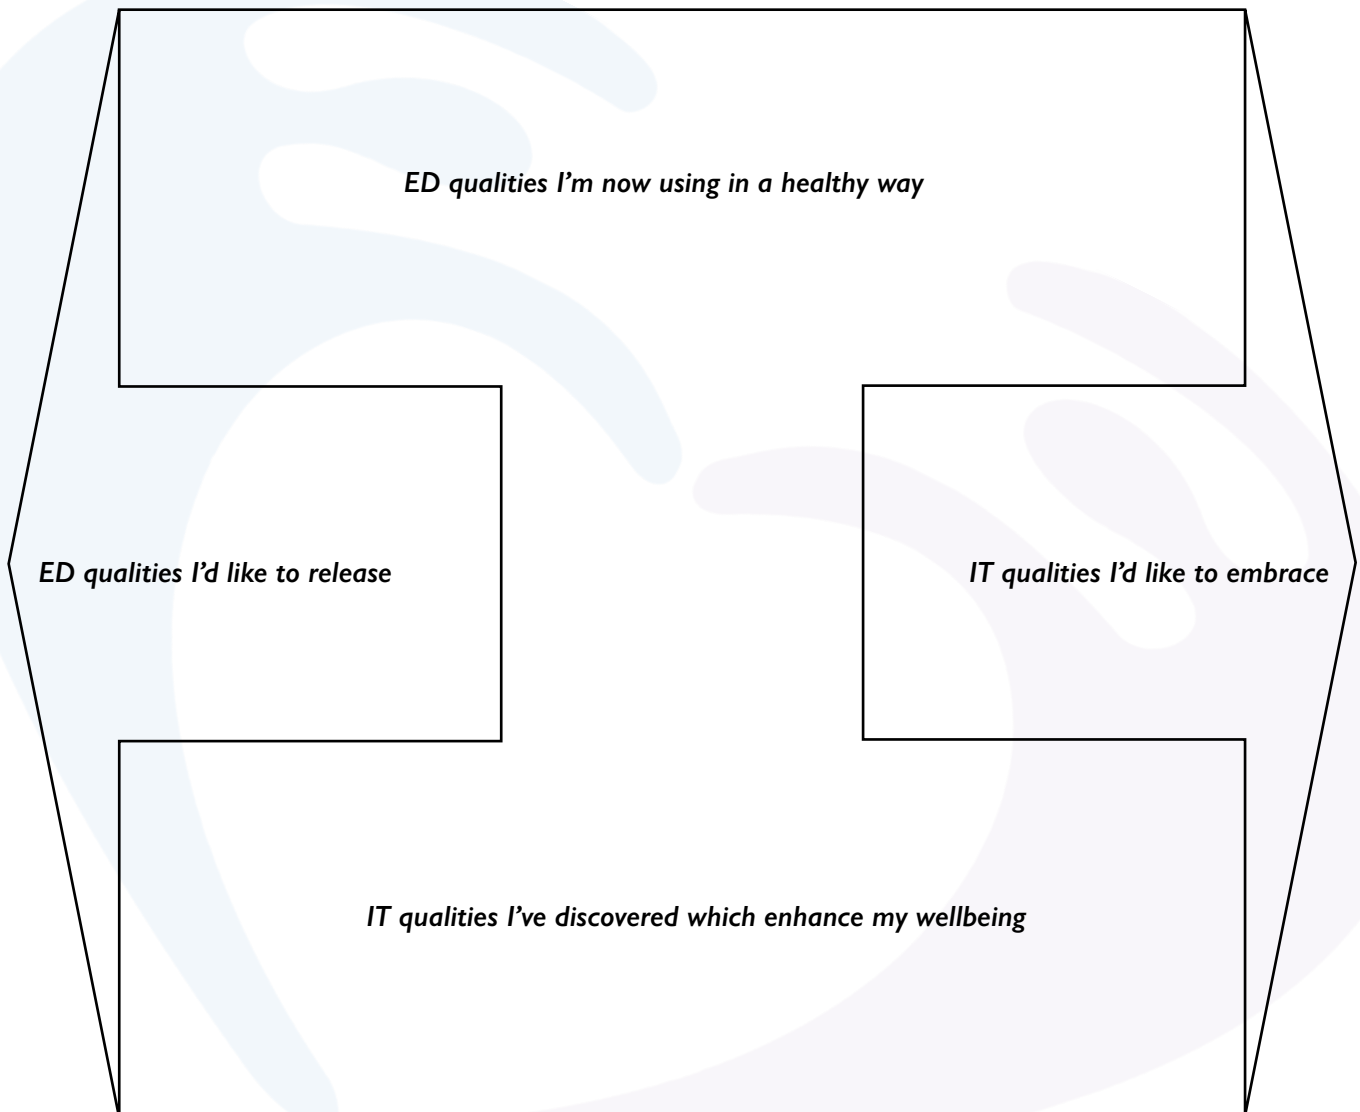 ED qualities I’m now using in a healthy way
ED qualities I’d like to release
IT qualities I’d like to embrace
IT qualities I’ve discovered which enhance my wellbeing